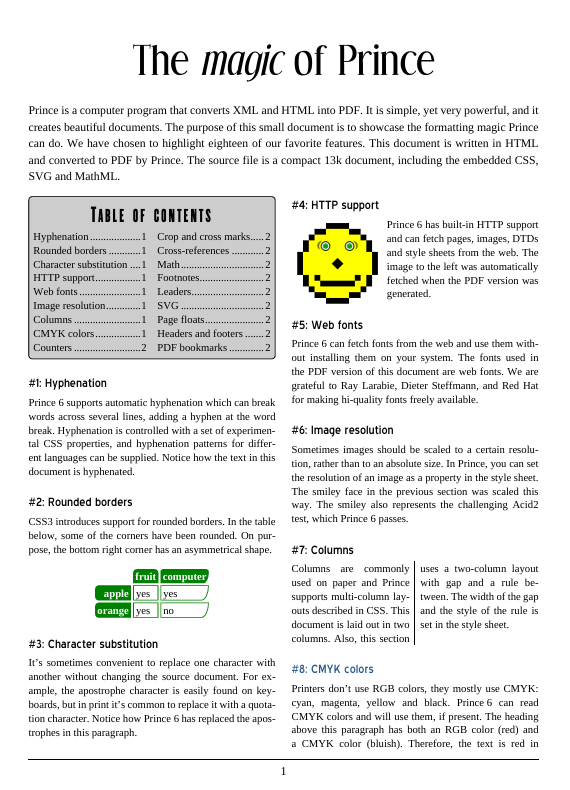 The magic of Prince
Prince is a computer program that converts XML and HTML into PDF. It is simple, yet very powerful, and it
creates beautiful documents. The purpose of this small document is to showcase the formatting magic Prince
can do. We have chosen to highlight eighteen of our favorite features. This document is written in HTML
and converted to PDF by Prince. The source file is a compact 13k document, including the embedded CSS,
SVG and MathML.
Table of contents
Hyphenation...................1
Rounded borders ..............1
Character substitution ....1
HTTP support.................1
Web fonts .....................1
Image resolution.............1
Columns .......................1
CMYK colors..................1
Counters .......................2
Crop and cross marks..... 2
Cross-references ............ 2
Math............................... 2
Footnotes....................... 2
Leaders.......................... 2
SVG .............................. 2
Page floats..................... 2
Headers and footers ....... 2
PDF bookmarks ............. 2
#1: Hyphenation
Prince 6 supports automatic hyphenation which can break
words across several lines, adding a hyphen at the word
break. Hyphenation is controlled with a set of experimen-
tal CSS properties, and hyphenation patterns for differ-
ent languages can be supplied. Notice how the text in this
document is hyphenated.
#2: Rounded borders
CSS3 introduces support for rounded borders. In the table
below, some of the corners have been rounded. On pur-
pose, the bottom right corner has an asymmetrical shape.
fruit computer
apple yes yes
orange yes no
#3: Character substitution
It’s sometimes convenient to replace one character with
another without changing the source document. For ex-
ample, the apostrophe character is easily found on key-
boards, but in print it’s common to replace it with a quota-
tion character. Notice how Prince 6 has replaced the apos-
trophes in this paragraph.
#4: HTTP support
Prince 6 has built-in HTTP support
and can fetch pages, images, DTDs
and style sheets from the web. The
image to the left was automatically
fetched when the PDF version was
generated.
#5: Web fonts
Prince 6 can fetch fonts from the web and use them with-
out installing them on your system. The fonts used in
the PDF version of this document are web fonts. We are
grateful to Ray Larabie, Dieter Steffmann, and Red Hat
for making hi-quality fonts freely available.
#6: Image resolution
Sometimes images should be scaled to a certain resolu-
tion, rather than to an absolute size. In Prince, you can set
the resolution of an image as a property in the style sheet.
The smiley face in the previous section was scaled this
way. The smiley also represents the challenging Acid2
test, which Prince 6 passes.
#7: Columns
Columns are commonly
used on paper and Prince
supports multi-column lay-
outs described in CSS. This
document is laid out in two
columns. Also, this section
uses a two-column layout
with gap and a rule be-
tween. The width of the gap
and the style of the rule is
set in the style sheet.
#8: CMYK colors
Printers don’t use RGB colors, they mostly use CMYK:
cyan, magenta, yellow and black. Prince 6 can read
CMYK colors and will use them, if present. The heading
above this paragraph has both an RGB color (red) and
a CMYK color (bluish). Therefore, the text is red in
1